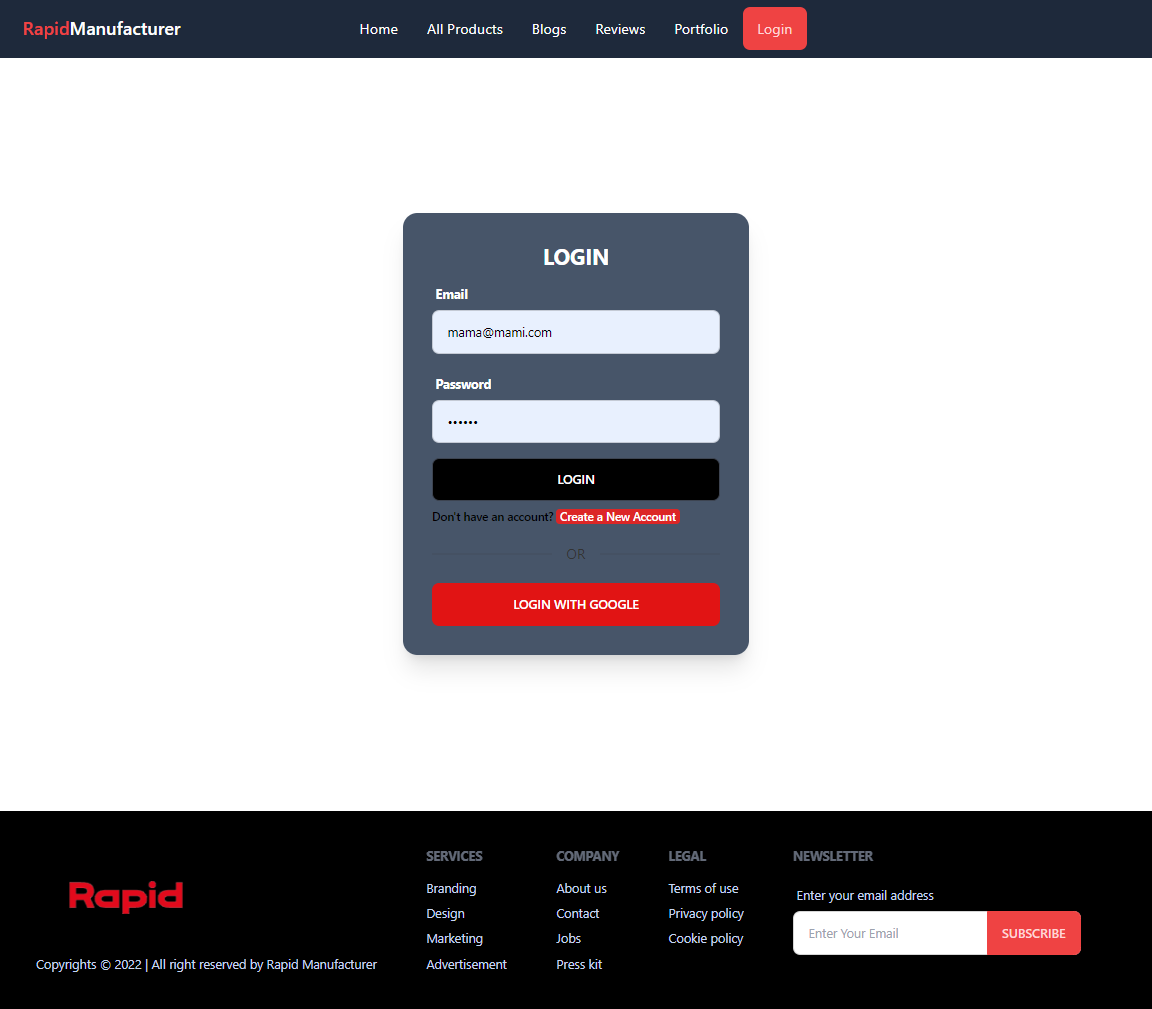 RapidManufacturer
Home All Products Blogs Reviews Portfolio Login
LOGIN
Email
mama@mami.com
Password
••••••
LOGIN
Don't have an account? Create a New Account
OR
LOGIN WITH GOOGLE
Rapid
Copyrights © 2022 | All right reserved by Rapid Manufacturer
SERVICES
Branding
Design
Marketing
Advertisement
COMPANY
About us
Contact
Jobs
Press kit
LEGAL
Terms of use
Privacy policy
Cookie policy
NEWSLETTER
Enter your email address
Enter Your Email SUBSCRIBE